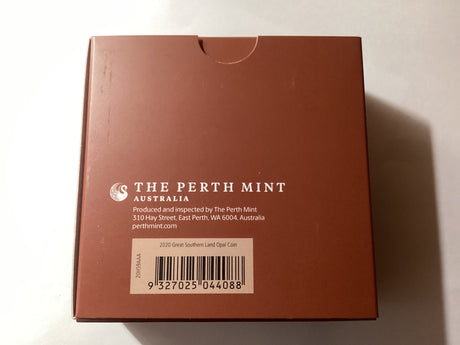 THE PERTH MINT
AUSTRALIA
Produced and inspected by The Perth Mint
310 Hay Street, East Perth, WA 6004, Australia
perthmint.com
2020 Great Southern Land Opal Coin
9 327025 044088